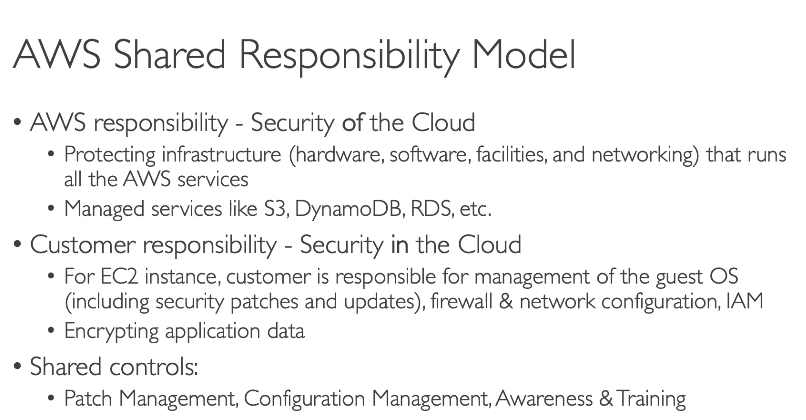 AWS Shared Responsibility Model
• AWS responsibility - Security of the Cloud
• Protecting infrastructure (hardware, software, facilities, and networking) that runs
all the AWS services
• Managed services like S3, DynamoDB, RDS, etc.
• Customer responsibility - Security in the Cloud
• For EC2 instance, customer is responsible for management of the guest OS
(including security patches and updates), firewall & network configuration, IAM
• Encrypting application data
• Shared controls:
• Patch Management, Configuration Management, Awareness & Training